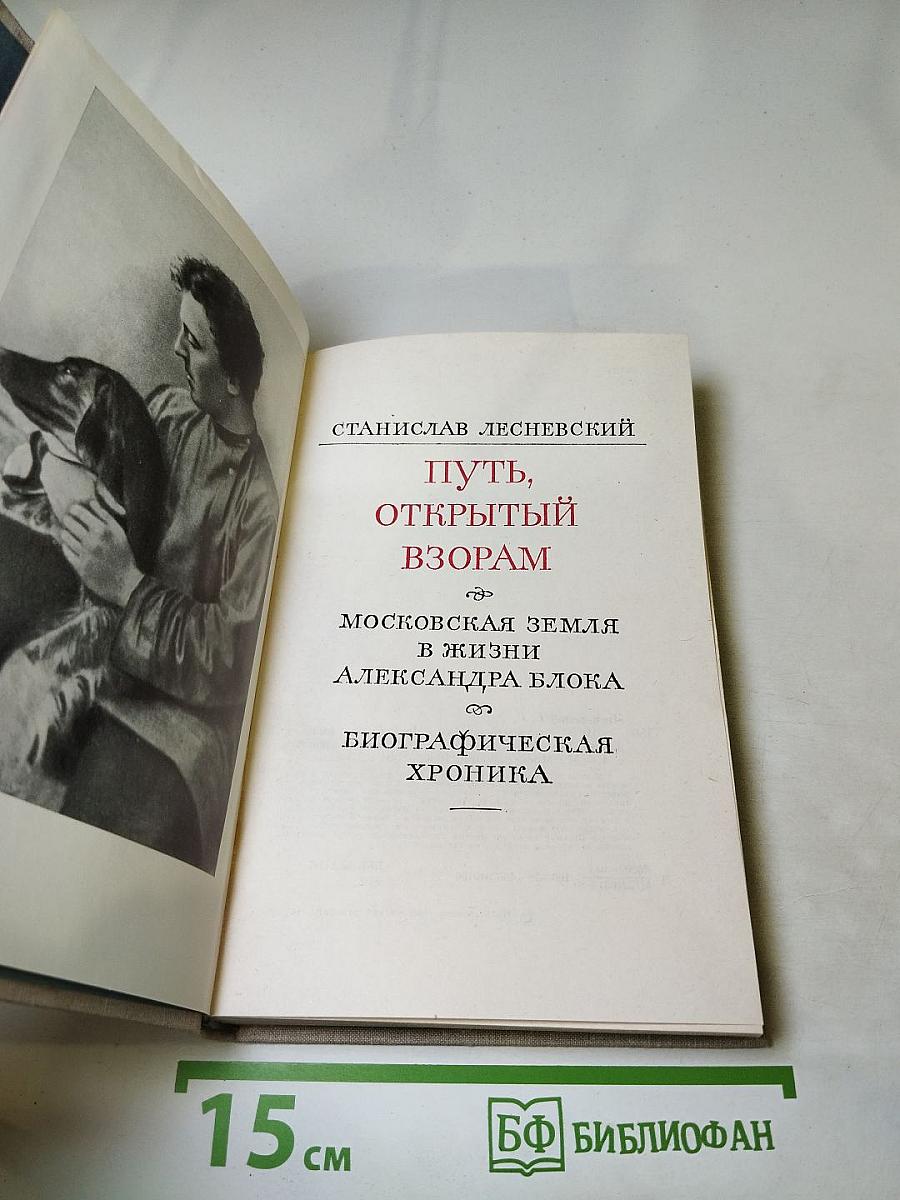 СТАНИСЛАВ ЛЕСНЕВСКИЙ
ПУТЬ,
ОТКРЫТЫЙ
ВЗОРАМ
МОСКОВСКАЯ ЗЕМЛЯ
В ЖИЗНИ
АЛЕКСАНДРА БЛОКА
БИОГРАФИЧЕСКАЯ
ХРОНИКА
15 см
БФ БИБЛИОФАН